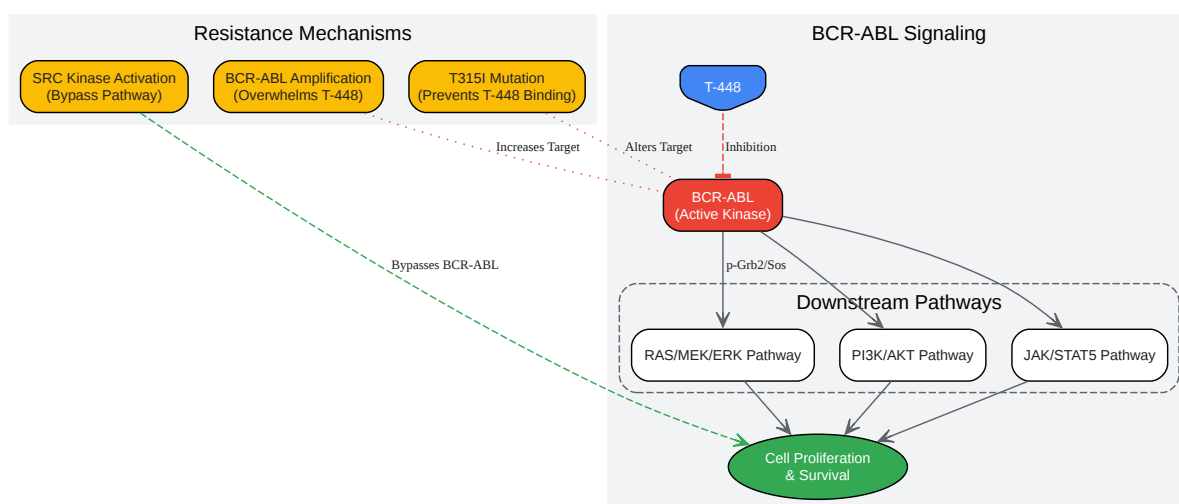 Resistance Mechanisms
SRC Kinase Activation
(Bypass Pathway)
BCR-ABL Amplification
(Overwhelms T-448)
T315I Mutation
(Prevents T-448 Binding)
BCR-ABL Signaling
T-448
Increases Target
Alters Target
Inhibition
BCR-ABL
(Active Kinase)
Bypasses BCR-ABL
p-Grb2/Sos
Downstream Pathways
RAS/MEK/ERK Pathway
PI3K/AKT Pathway
JAK/STAT5 Pathway
Cell Proliferation
& Survival